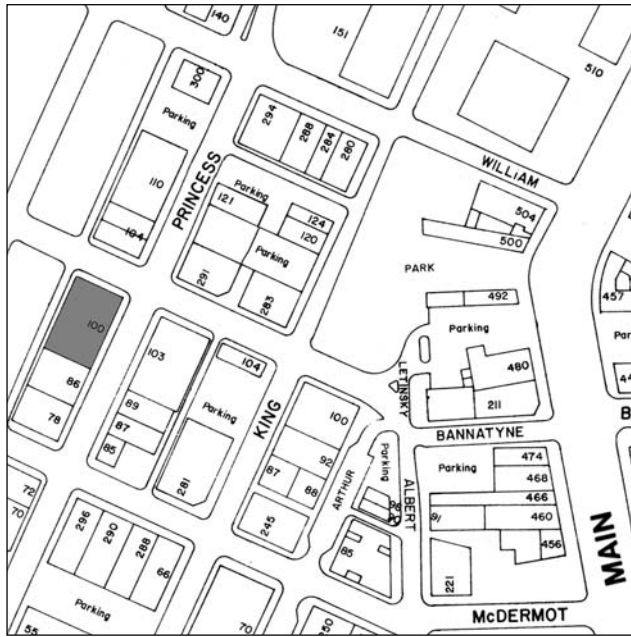 140
151
510
300
Parking
294
288
284
280
WILLIAM
110
PRINCESS
Parking
121
124
120
504
500
104
Parking
PARK
291
283
457
492
Parking
100
103
104
LETINSKY
480
86
89
Parking
KING
100
211
78
87
BANNATYNE
85
92
Parking
474
Parking
468
281
87
88
ARTHUR
ALBERT
466
72
460
70
296
290
288
66
245
85
456
MAIN
221
Parking
McDERMOT
55
70
250